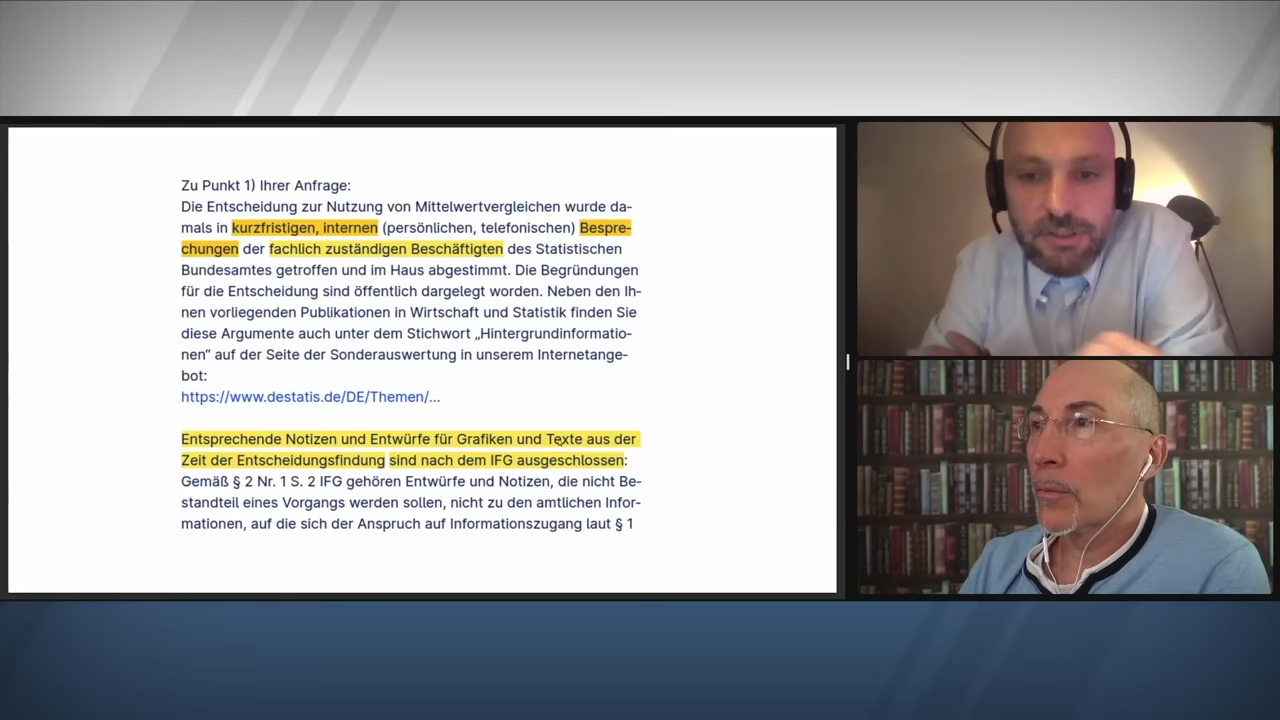 Zu Punkt 1) Ihrer Anfrage:
Die Entscheidung zur Nutzung von Mittelwertvergleichen wurde da-
mals in kurzfristigen, internen (persönlichen, telefonischen) Bespre-
chungen der fachlich zuständigen Beschäftigten des Statistischen
Bundesamtes getroffen und im Haus abgestimmt. Die Begründungen
für die Entscheidung sind öffentlich dargelegt worden. Neben den Ih-
nen vorliegenden Publikationen in Wirtschaft und Statistik finden Sie
diese Argumente auch unter dem Stichwort „Hintergrundinformatio-
nen“ auf der Seite der Sonderauswertung in unserem Internetange-
bot:
https://www.destatis.de/DE/Themen/...
Entsprechende Notizen und Entwürfe für Grafiken und Texte aus der
Zeit der Entscheidungsfindung sind nach dem IFG ausgeschlossen:
Gemäß § 2 Nr. 1 S. 2 IFG gehören Entwürfe und Notizen, die nicht Be-
standteil eines Vorgangs werden sollen, nicht zu den amtlichen Infor-
mationen, auf die sich der Anspruch auf Informationszugang laut § 1